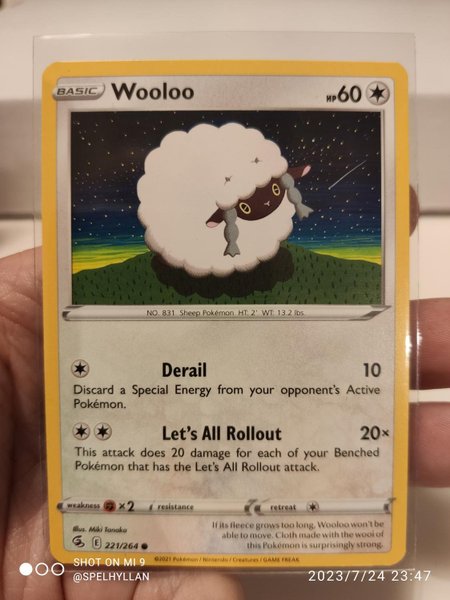 BASIC Wooloo HP 60
NO. 831 Sheep Pokémon HT: 2' WT: 13.2 lbs.
Derail 10
Discard a Special Energy from your opponent's Active
Pokémon.
Let's All Rollout 20×
This attack does 20 damage for each of your Benched
Pokémon that has the Let's All Rollout attack.
weakness ×2 resistance retreat
Illus. Miki Tanaka
E 221/264
If its fleece grows too long, Wooloo won't be
able to move. Cloth made with the wool of
this Pokémon is surprisingly strong.
©2021 Pokémon / Nintendo / Creatures / GAME FREAK
SHOT ON MI 9
@SPELHYLLAN
2023/7/24 23:47